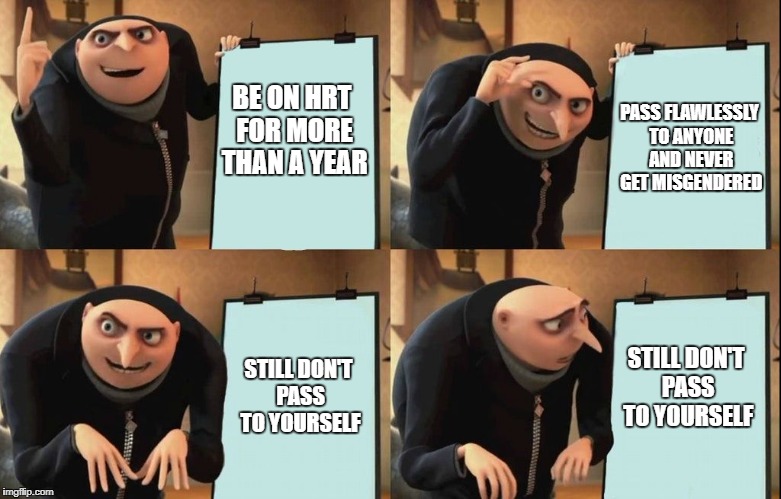 BE ON HRT
FOR MORE
THAN A YEAR
PASS FLAWLESSLY
TO ANYONE
AND NEVER
GET MISGENDERED
STILL DON'T
PASS
TO YOURSELF
STILL DON'T
PASS
TO YOURSELF
imgflip.com